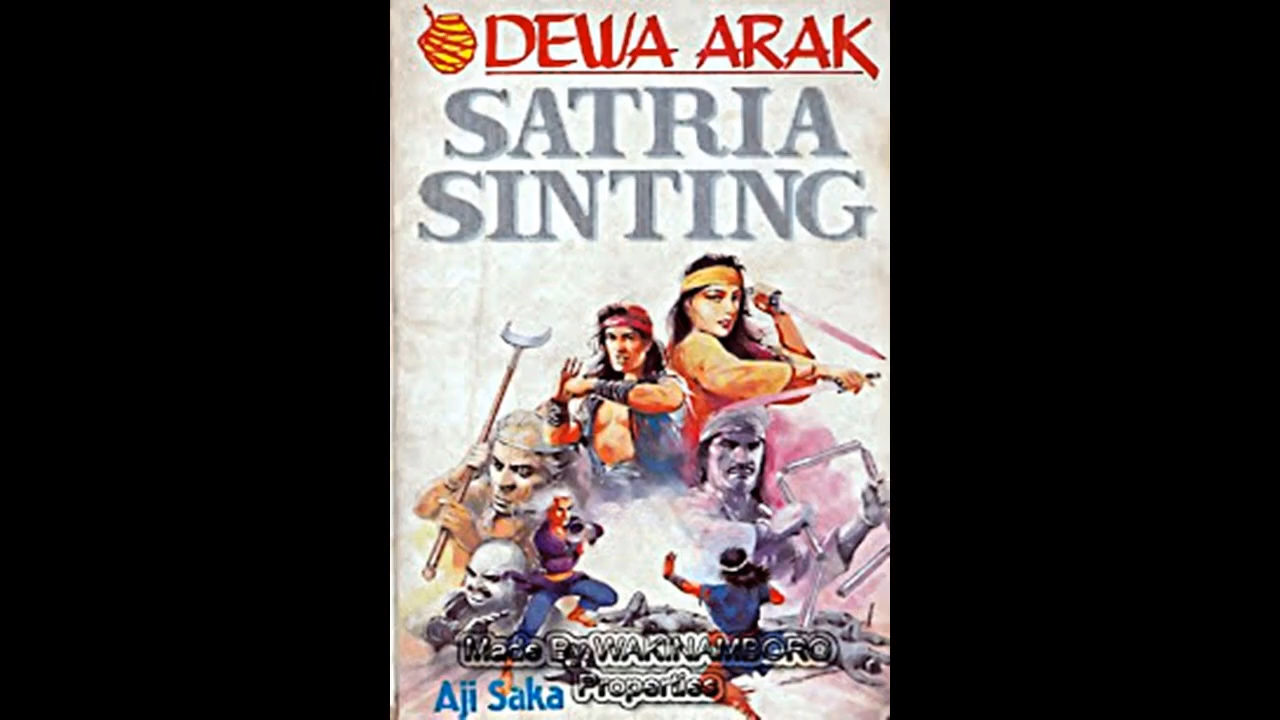 DEWA ARAK
SATRIA
SINTING
Made By WAKINAMBORO
Properties
Aji Saka